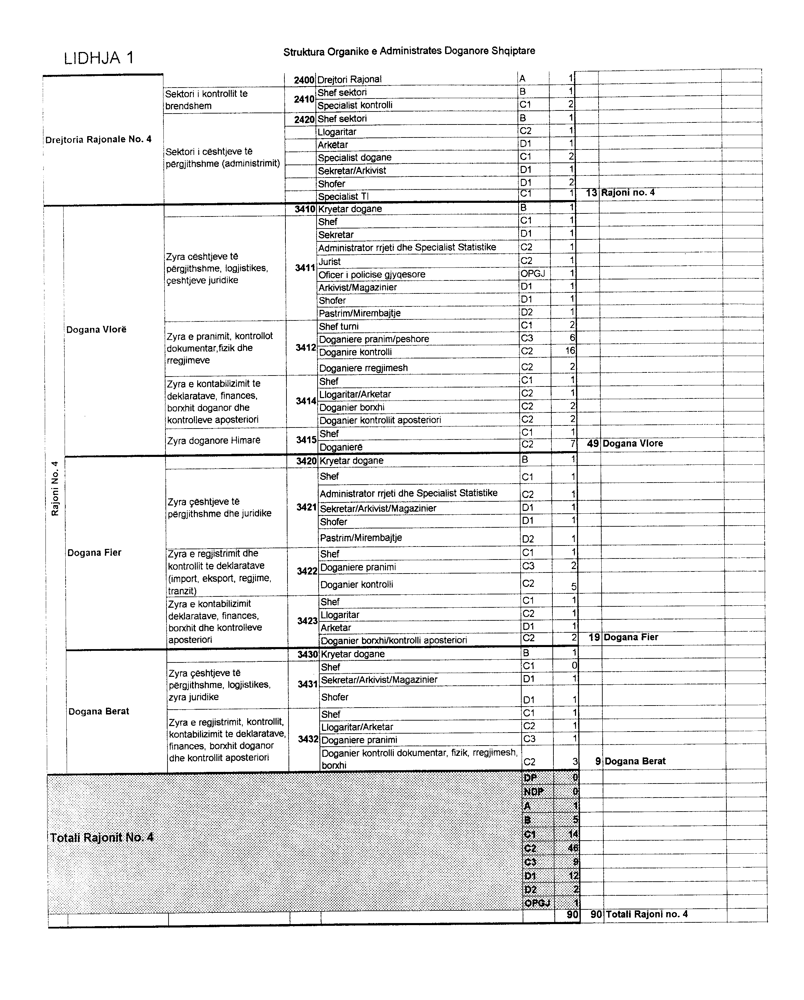 LIDHJA 1
Struktura Organike e Administrates Doganore Shqiptare
Drejtoria Rajonale No. 4
2400 Drejtori Rajonal A 1
Sektori i kontrollit te
brendshem
2410
Shef sektori B 1
Specialist kontrolli C1 2
Sektori i cështjeve të
përgjithshme (administrimit)
2420 Shef sektori B 1
Llogaritar C2 1
Arkëtar D1 1
Specialist dogane C1 2
Sekretar/Arkivist D1 1
Shofer D1 2
Specialist TI C1 1 13 Rajoni no. 4
Rajoni No. 4
Dogana Vlorë
3410 Kryetar dogane B 1
Zyra cështjeve të
përgjithshme, logjistikes,
çeshtjeve juridike
3411
Shef C1 1
Sekretar D1 1
Administrator rrjeti dhe Specialist Statistike C2 1
Jurist C2 1
Oficer i policise gjyqesore OPGJ 1
Arkivist/Magazinier D1 1
Shofer D1 1
Pastrim/Mirembajtje D2 1
Zyra e pranimit, kontrollot
dokumentar,fizik dhe
rregjimeve
3412
Shef turni C1 2
Doganiere pranim/peshore C3 6
Doganire kontrolli C2 16
Doganiere rregjimesh C2 2
Zyra e kontabilizimit te
deklaratave, finances,
borxhit doganor dhe
kontrolleve aposteriori
3414
Shef C1 1
Llogaritar/Arketar C2 1
Doganier borxhi C2 2
Doganier kontrollit aposteriori C2 2
Zyra doganore Himarë
3415
Shef C1 1
Doganierë C2 7 49 Dogana Vlore
Dogana Fier
3420 Kryetar dogane B 1
Zyra çështjeve të
përgjithshme dhe juridike
3421
Shef C1 1
Administrator rrjeti dhe Specialist Statistike C2 1
Sekretar/Arkivist/Magazinier D1 1
Shofer D1 1
Pastrim/Mirembajtje D2 1
Zyra e regjistrimit dhe
kontrollit te deklaratave
(import, eksport, regjime,
tranzit)
3422
Shef C1 1
Doganiere pranimi C3 2
Doganier kontrolli C2 5
Zyra e kontabilizimit
deklaratave, finances,
borxhit dhe kontrolleve
aposteriori
3423
Shef C1 1
Llogaritar C2 1
Arketar D1 1
Doganier borxhi/kontrolli aposteriori C2 2 19 Dogana Fier
Dogana Berat
3430 Kryetar dogane B 1
Zyra çështjeve të
përgjithshme, logjistikes,
zyra juridike
3431
Shef C1 0
Sekretar/Arkivist/Magazinier D1 1
Shofer D1 1
Zyra e regjistrimit, kontrollit,
kontabilizimit te deklaratave,
finances, borxhit doganor
dhe kontrollit aposteriori
3432
Shef C1 1
Llogaritar/Arketar C2 1
Doganiere pranimi C3 1
Doganier kontrolli dokumentar, fizik, rregjimesh,
borxhi C2 3 9 Dogana Berat
Totali Rajonit No. 4
DP 0
NDP 0
A 1
B 5
C1 14
C2 46
C3 9
D1 12
D2 2
OPGJ 1
90 90 Totali Rajoni no. 4